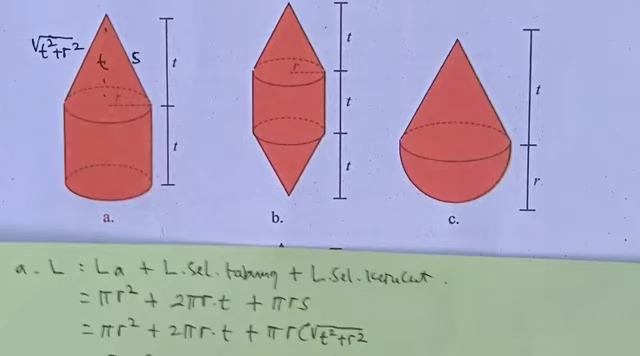 √t²+r²
t
s
r
t
t
a.
r
t
t
t
b.
t
r
c.
a. L : La + L.sel.tabung + L.sel.kerucut.
= πr² + 2πr.t + πrs
= πr² + 2πr.t + πr(√t²+r²